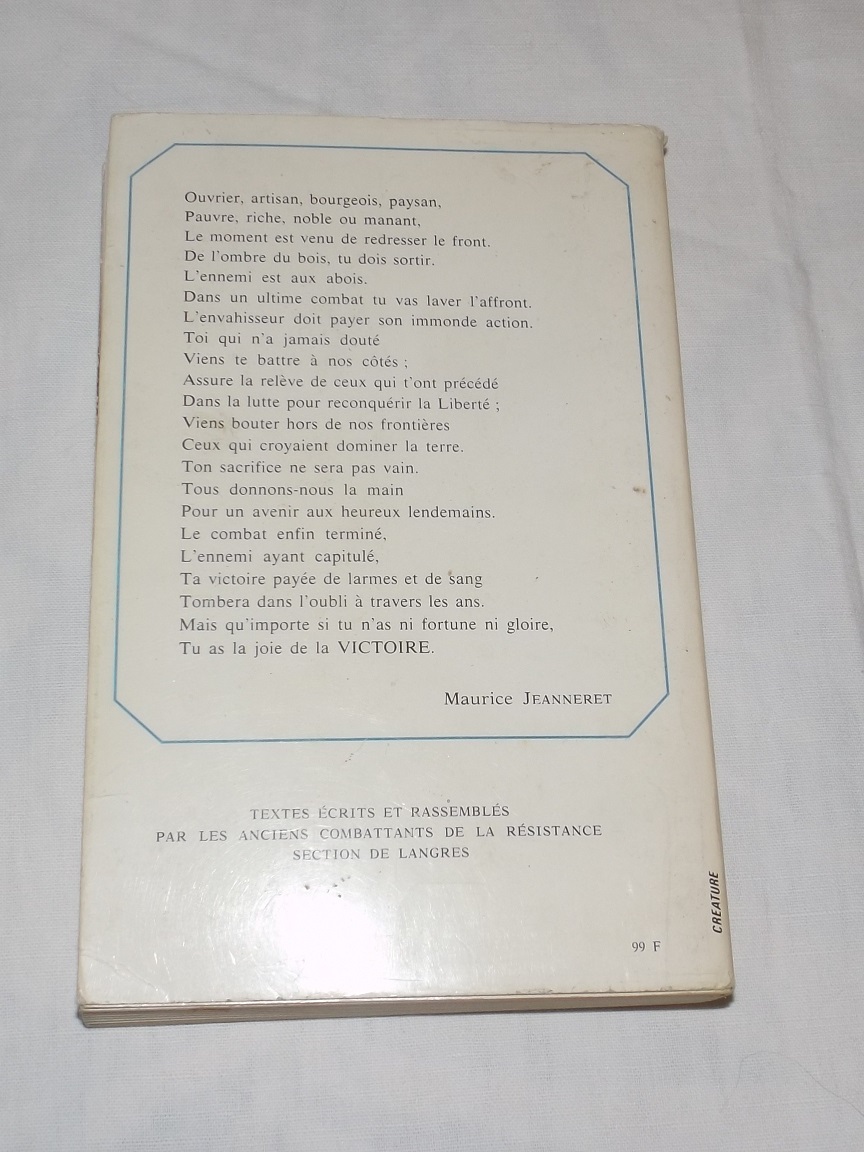 Ouvrier, artisan, bourgeois, paysan,
Pauvre, riche, noble ou manant,
Le moment est venu de redresser le front.
De l'ombre du bois, tu dois sortir.
L'ennemi est aux abois.
Dans un ultime combat tu vas laver l'affront.
L'envahisseur doit payer son immonde action.
Toi qui n'a jamais douté
Viens te battre à nos côtés ;
Assure la relève de ceux qui t'ont précédé
Dans la lutte pour reconquérir la Liberté ;
Viens bouter hors de nos frontières
Ceux qui croyaient dominer la terre.
Ton sacrifice ne sera pas vain.
Tous donnons-nous la main
Pour un avenir aux heureux lendemains.
Le combat enfin terminé,
L'ennemi ayant capitulé,
Ta victoire payée de larmes et de sang
Tombera dans l'oubli à travers les ans.
Mais qu'importe si tu n'as ni fortune ni gloire,
Tu as la joie de la VICTOIRE.
Maurice JEANNERET
TEXTES ÉCRITS ET RASSEMBLÉS
PAR LES ANCIENS COMBATTANTS DE LA RÉSISTANCE
SECTION DE LANGRES
CREATURE
99 F